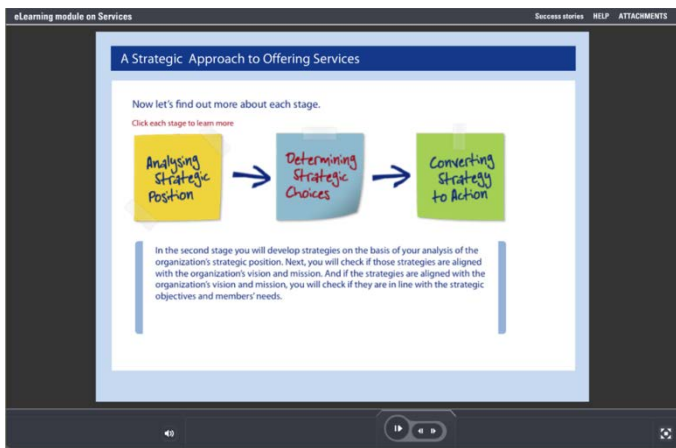 eLearning module on Services
Success stories HELP ATTACHMENTS
A Strategic Approach to Offering Services
Now let's find out more about each stage.
Click each stage to learn more
Analysing
Strategic
Position
Determining
Strategic
Choices
Converting
Strategy
to Action
In the second stage you will develop strategies on the basis of your analysis of the
organization's strategic position. Next, you will check if those strategies are aligned
with the organization's vision and mission. And if the strategies are aligned with the
organization's vision and mission, you will check if they are in line with the strategic
objectives and members' needs.